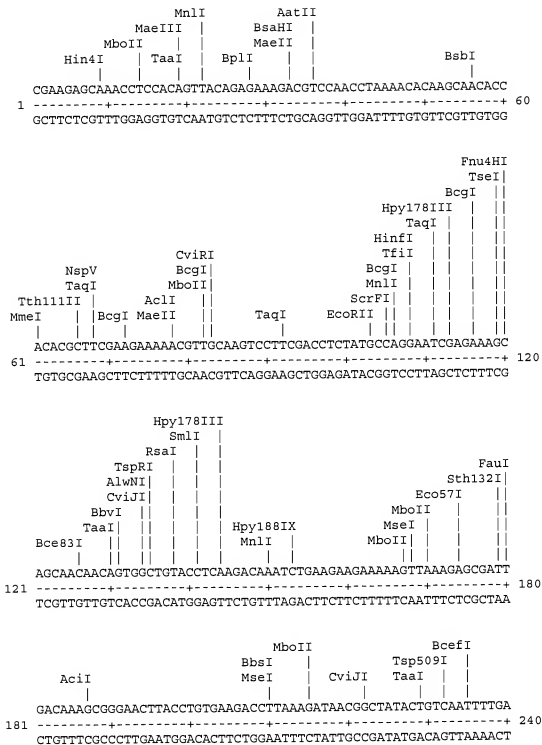 MnlI AatII
MaeIII BsaHI
MboII MaeII
Hin4I TaaI BplI BsbI
CGAAGAGCAAACCTCCACAGTTACAGAGAAAGACGTCCAACCTAAAACACAAGCAACACC
1 60
GCTTCTCGTTTGGAGGTGTCAATGTCTCTTTCTGCAGGTTGGATTTTGTGTTCGTTGTGG
Fnu4HI
TseI
BcgI
Hpy178III
TaqI
HinfI
CviRI TfiI
NspV BcgI BcgI
TaqI MboII MnlI
Tth111II AclI ScrFI
MmeI BcgI MaeII TaqI EcoRII
ACACGCTTCGAAGAAAAACGTTGCAAGTCCTTCGACCTCTATGCCAGGAATCGAGAAAGC
61 120
TGTGCGAAGCTTCTTTTTGCAACGTTCAGGAAGCTGGAGATACGGTCCTTAGCTCTTTCG
Hpy178III
SmlI
RsaI
TspRI FauI
AlwNI Sth132I
CviJI Eco57I
BbvI MboII
TaaI Hpy188IX MseI
Bce83I MnlI MboII
AGCAACAACAGTGGCTGTACCTCAAGACAAATCTGAAGAAGAAAAAGTTAAAGAGCGATT
121 180
TCGTTGTTGTCACCGACATGGAGTTCTGTTTAGACTTCTTCTTTTTCAATTTCTCGCTAA
MboII BcefI
BbsI Tsp509I
AciI MseI CviJI TaaI
GACAAAGCGGGAACTTACCTGTGAAGACCTTAAAGATAACGGCTATACTGTCAATTTTGA
181 240
CTGTTTCGCCCTTGAATGGACACTTCTGGAATTTCTATTGCCGATATGACAGTTAAAACT